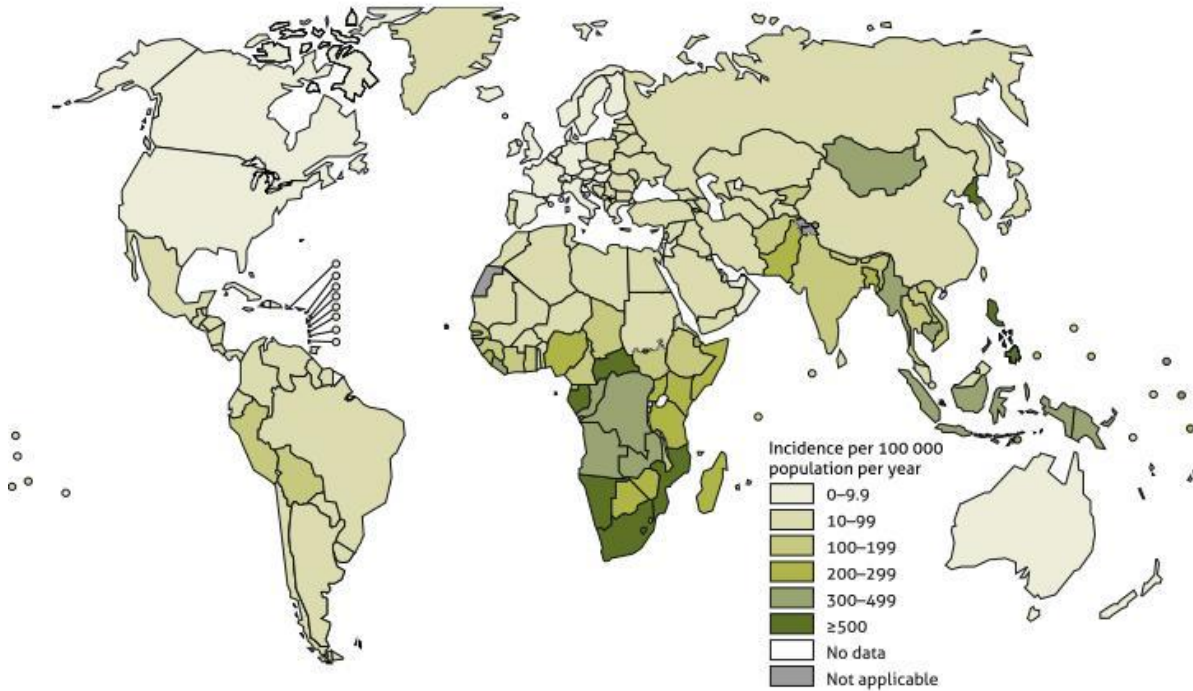 Incidence per 100 000
population per year
0–9.9
10–99
100–199
200–299
300–499
≥500
No data
Not applicable